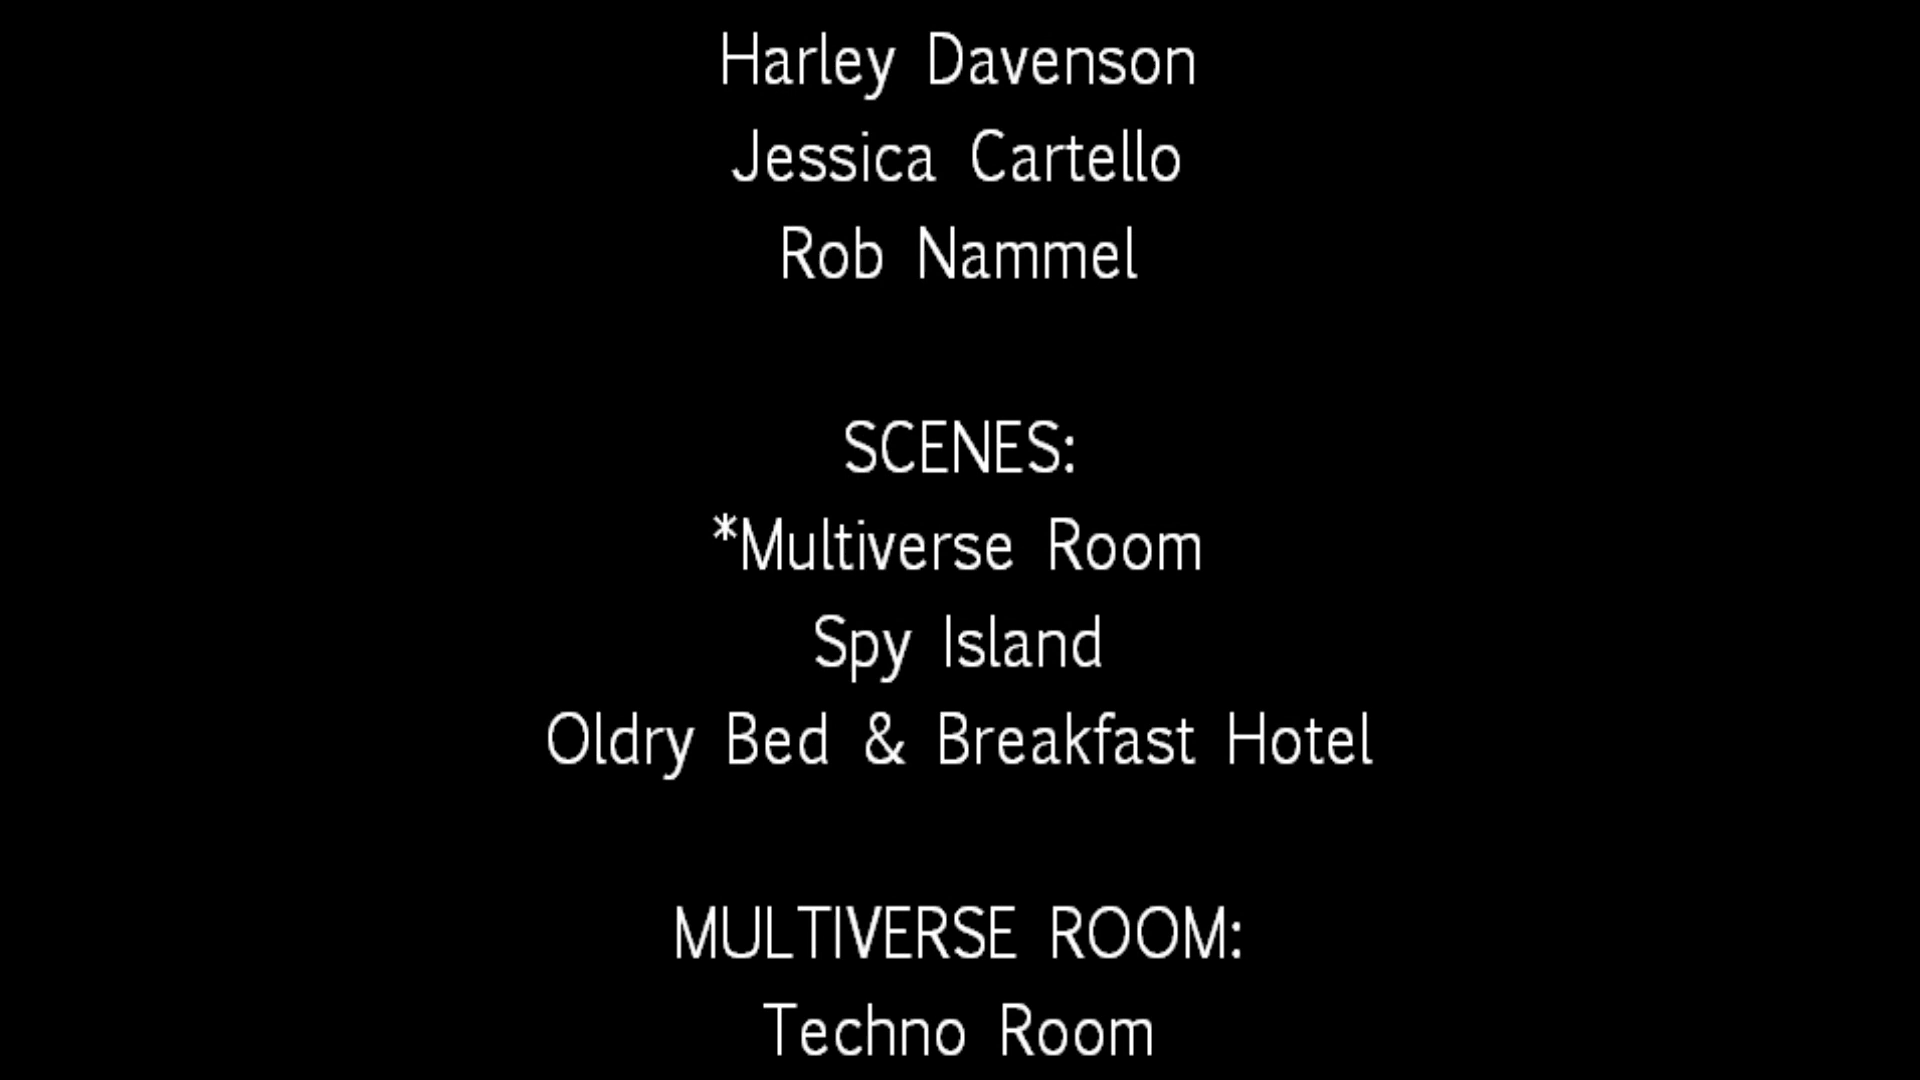 Harley Davenson
Jessica Cartello
Rob Nammel
SCENES:
*Multiverse Room
Spy Island
Oldry Bed & Breakfast Hotel
MULTIVERSE ROOM:
Techno Room